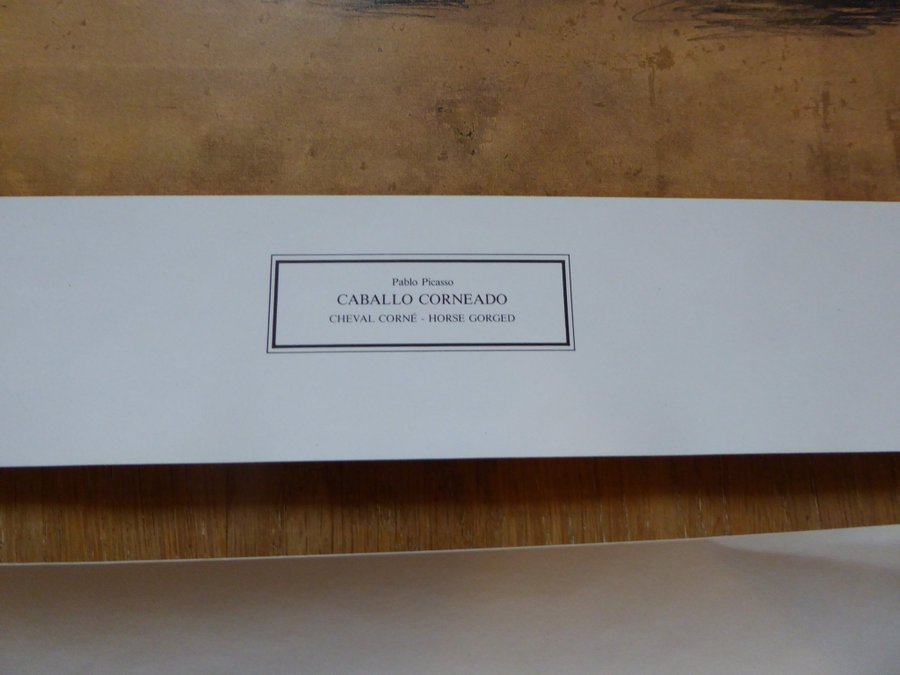 Pablo Picasso
CABALLO CORNEADO
CHEVAL CORNÉ - HORSE GORGED